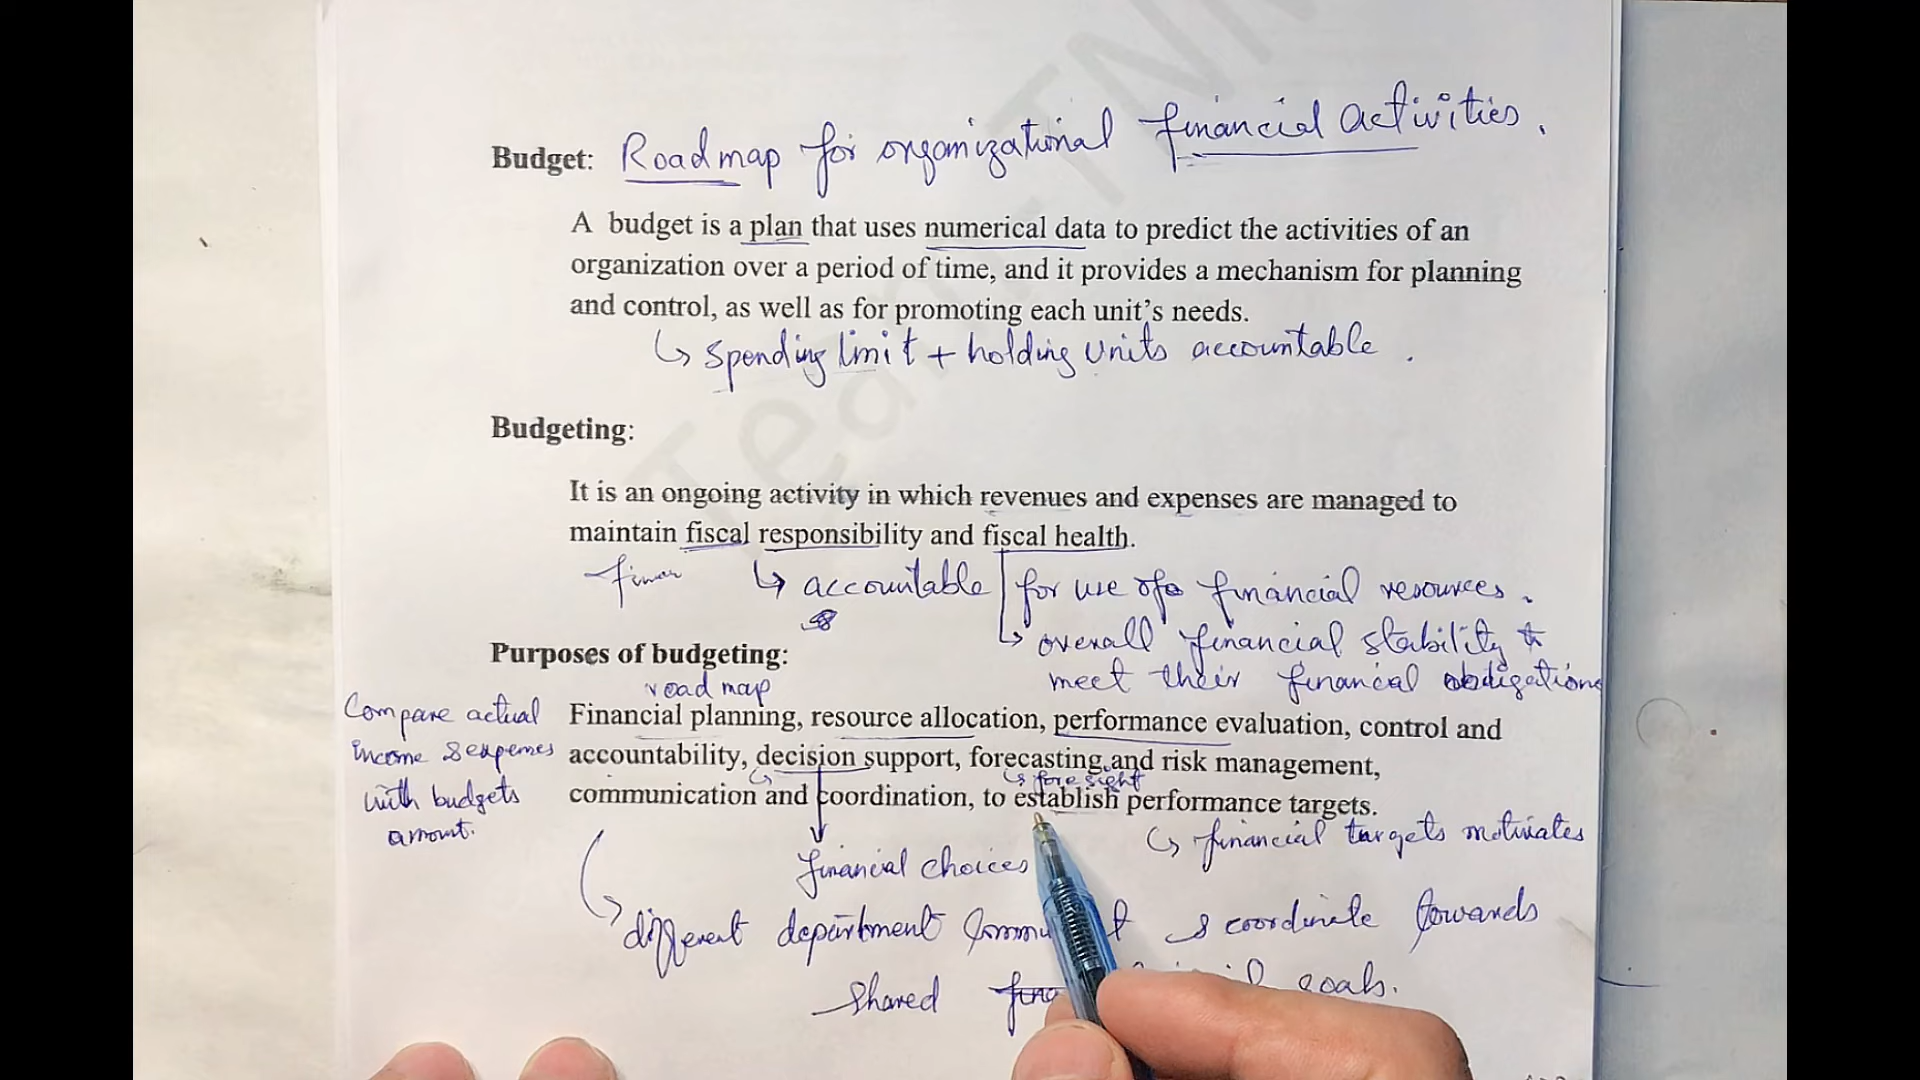 Budget: Roadmap for organizational financial activities.
A budget is a plan that uses numerical data to predict the activities of an
organization over a period of time, and it provides a mechanism for planning
and control, as well as for promoting each unit's needs.
↳ spending limit + holding units accountable.
Budgeting:
It is an ongoing activity in which revenues and expenses are managed to
maintain fiscal responsibility and fiscal health.
↳ accountable for use of financial resources.
↳ overall financial stability to
meet their financial obligations
Purposes of budgeting:
road map
Compare actual
income & expenses
with budgets
amount.
Financial planning, resource allocation, performance evaluation, control and
accountability, decision support, forecasting and risk management,
↳ foresight
communication and coordination, to establish performance targets.
↳ financial targets motivates
financial choices
different department & coordinate towards
shared goals.